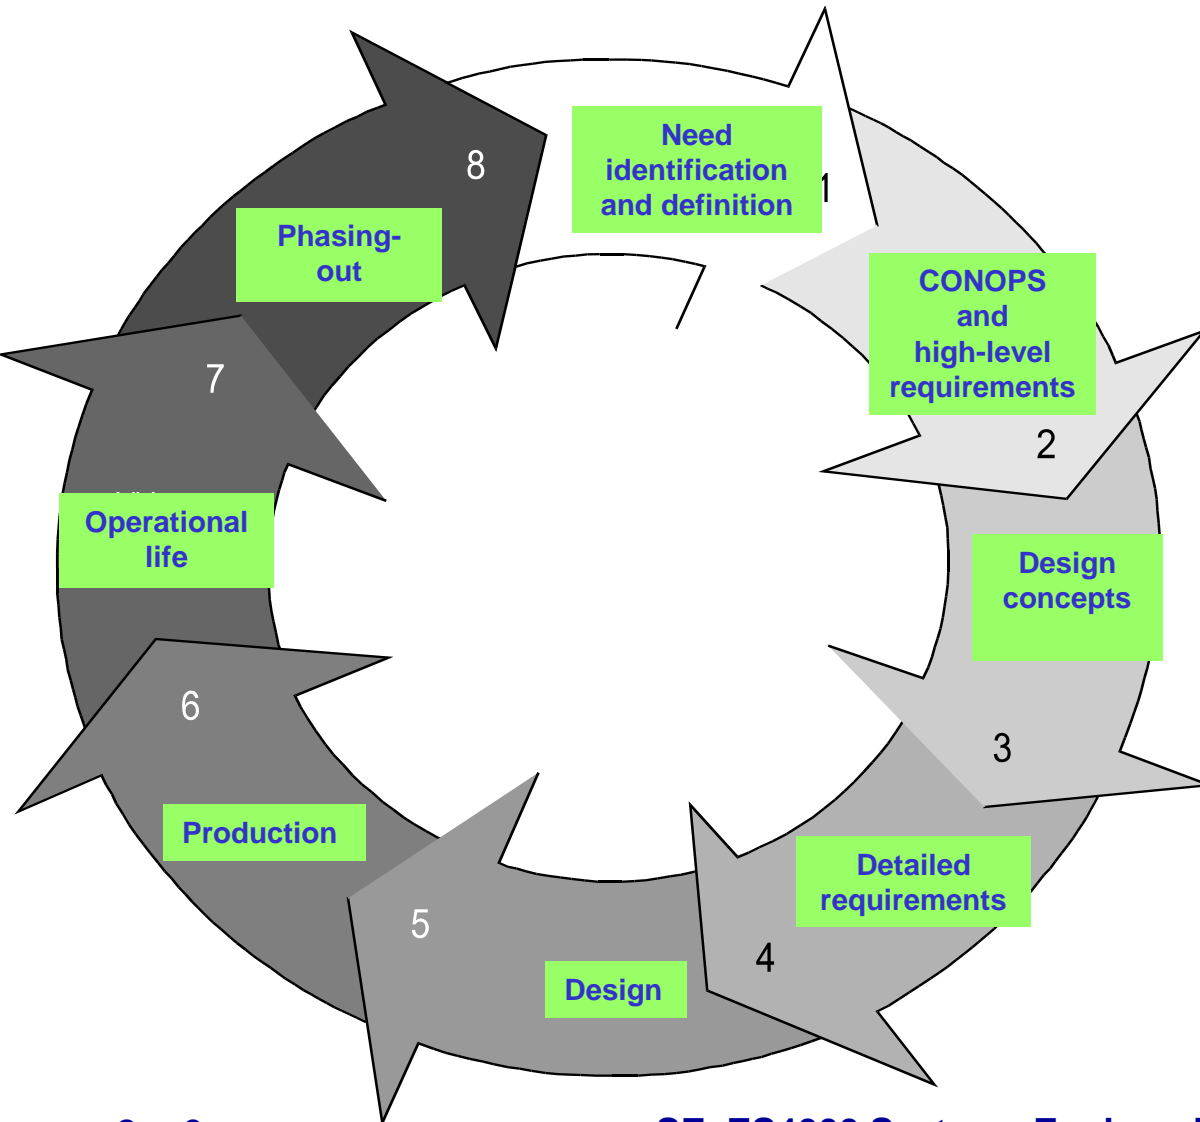 Need
identification
and definition
1
CONOPS
and
high-level
requirements
2
Design
concepts
3
Detailed
requirements
4
Design
5
Production
6
Operational
life
7
Phasing-
out
8